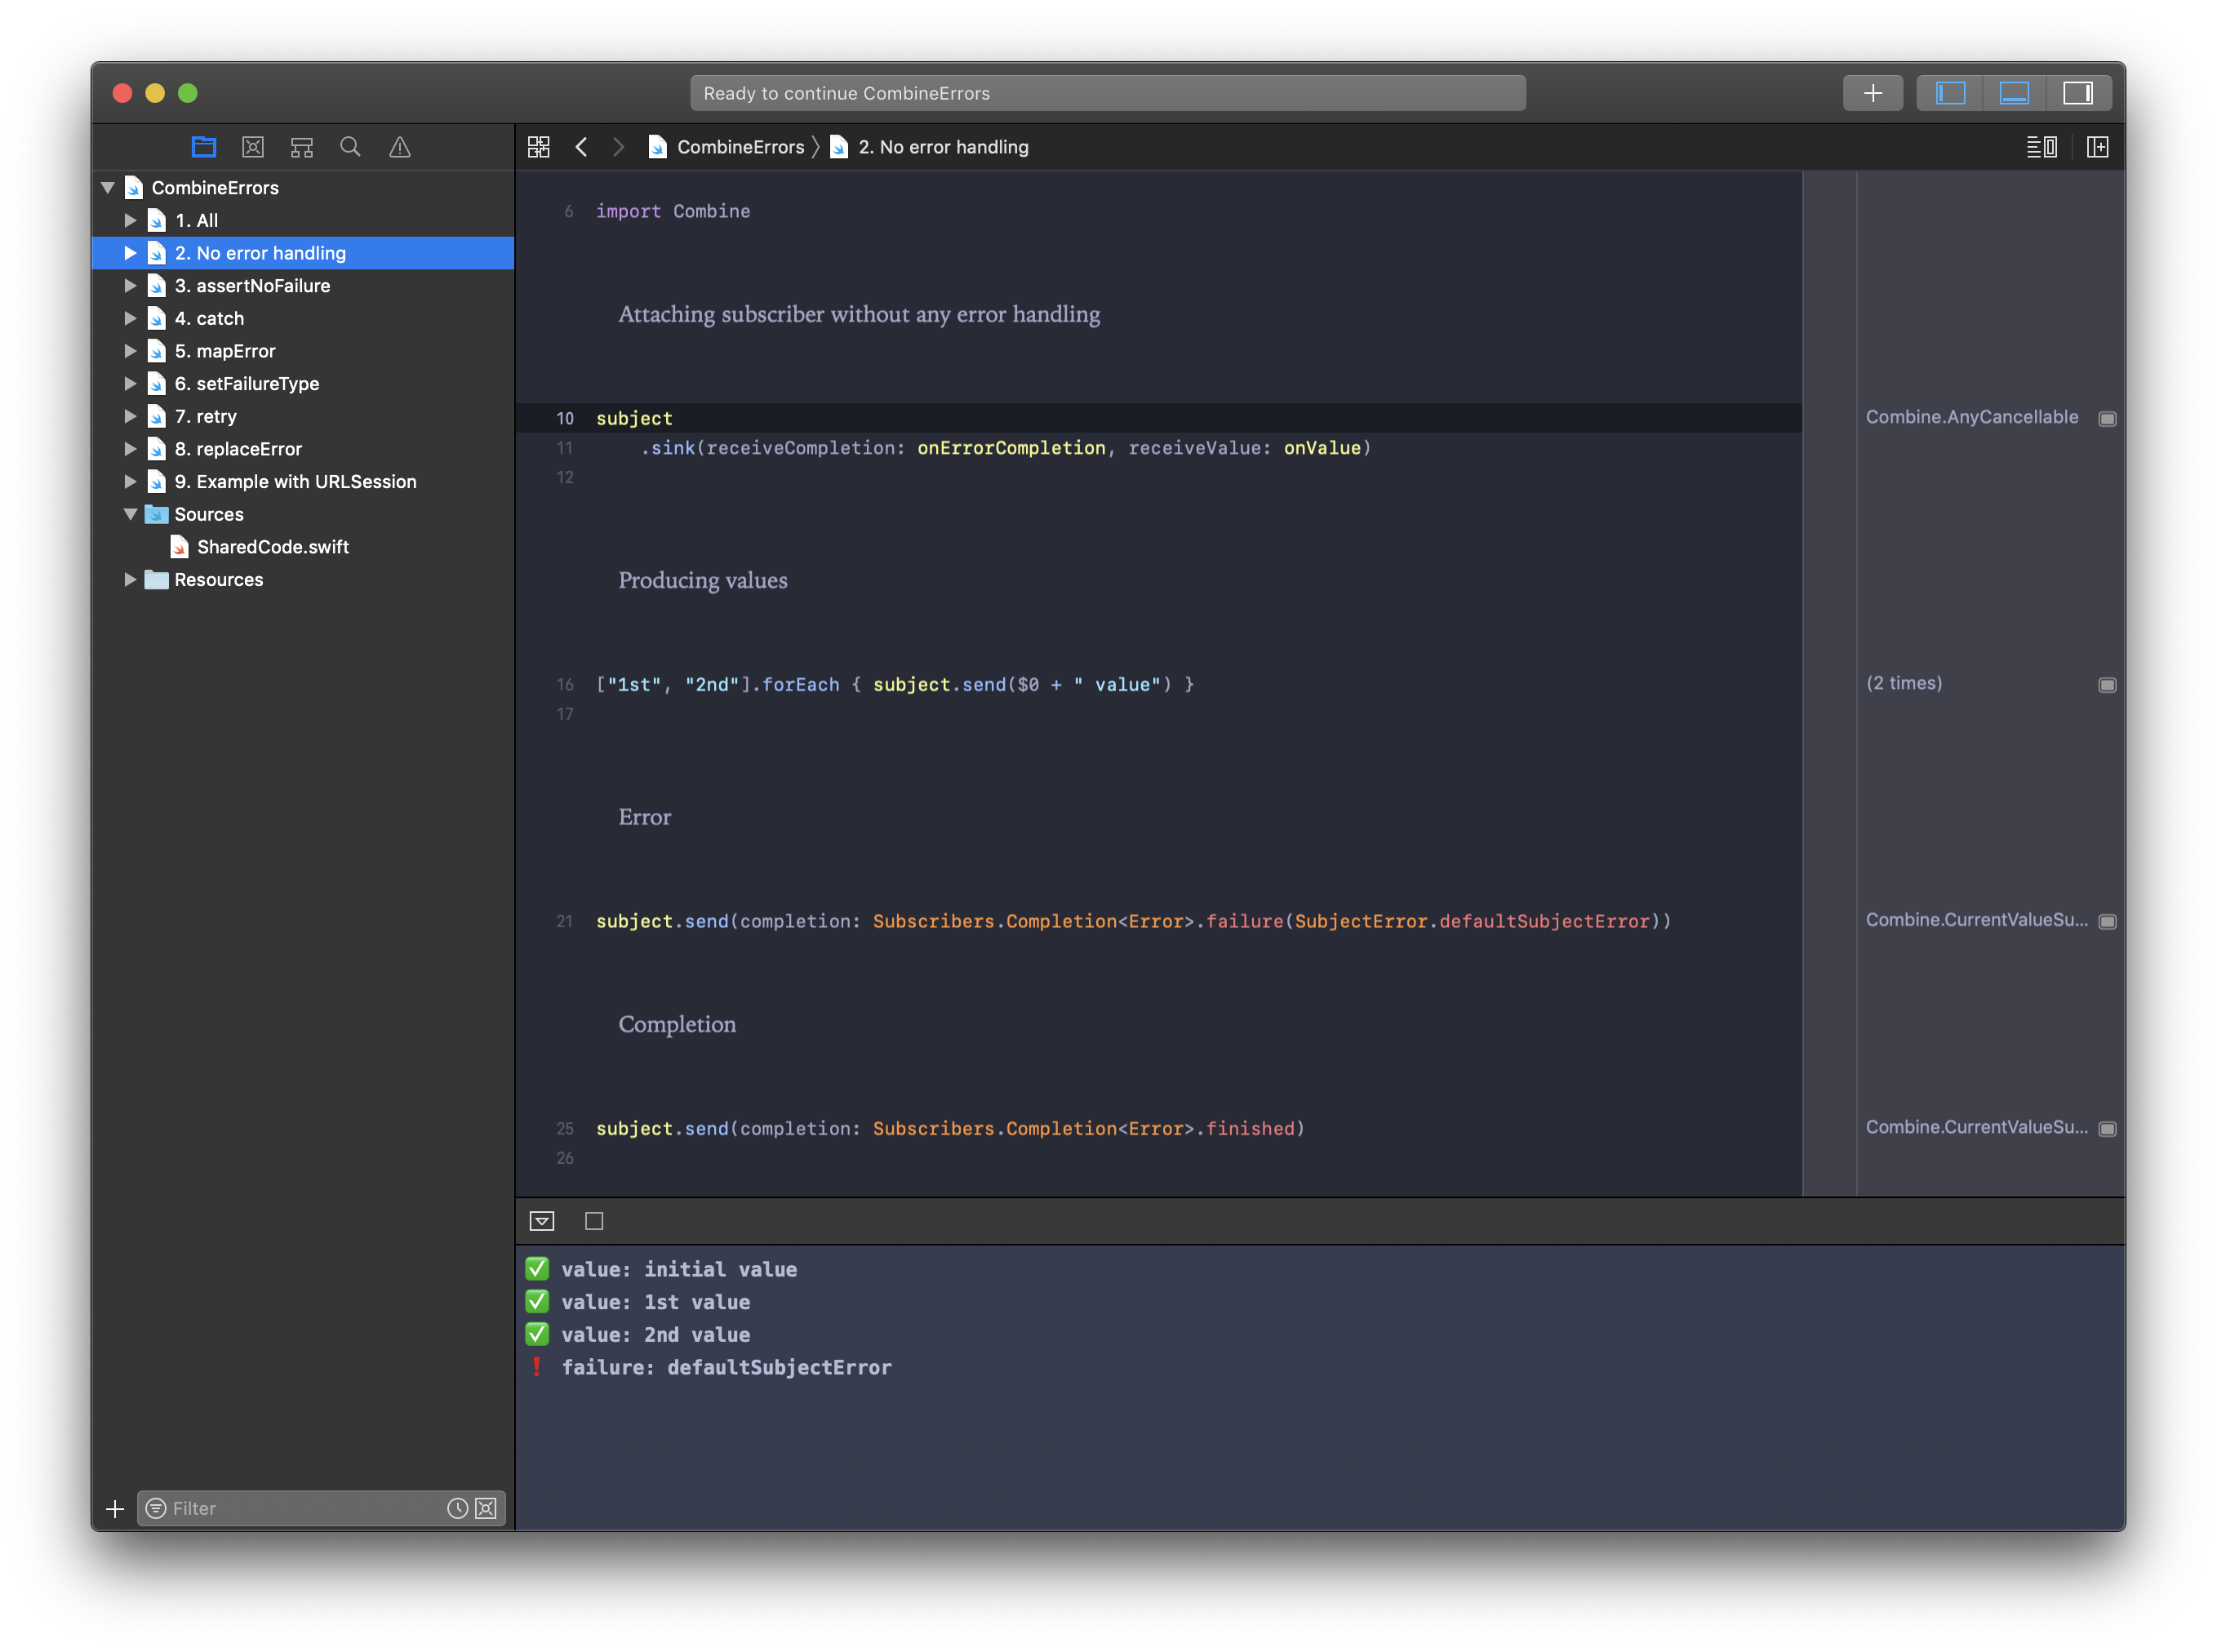 Ready to continue CombineErrors
CombineErrors
1. All
2. No error handling
3. assertNoFailure
4. catch
5. mapError
6. setFailureType
7. retry
8. replaceError
9. Example with URLSession
Sources
SharedCode.swift
Resources
Filter
CombineErrors 〉 2. No error handling
6 import Combine
Attaching subscriber without any error handling
10 subject
Combine.AnyCancellable
11 .sink(receiveCompletion: onErrorCompletion, receiveValue: onValue)
12
Producing values
16 ["1st", "2nd"].forEach { subject.send($0 + " value") }
(2 times)
17
Error
21 subject.send(completion: Subscribers.Completion<Error>.failure(SubjectError.defaultSubjectError))
Combine.CurrentValueSu...
Completion
25 subject.send(completion: Subscribers.Completion<Error>.finished)
Combine.CurrentValueSu...
26
✅ value: initial value
✅ value: 1st value
✅ value: 2nd value
❗ failure: defaultSubjectError